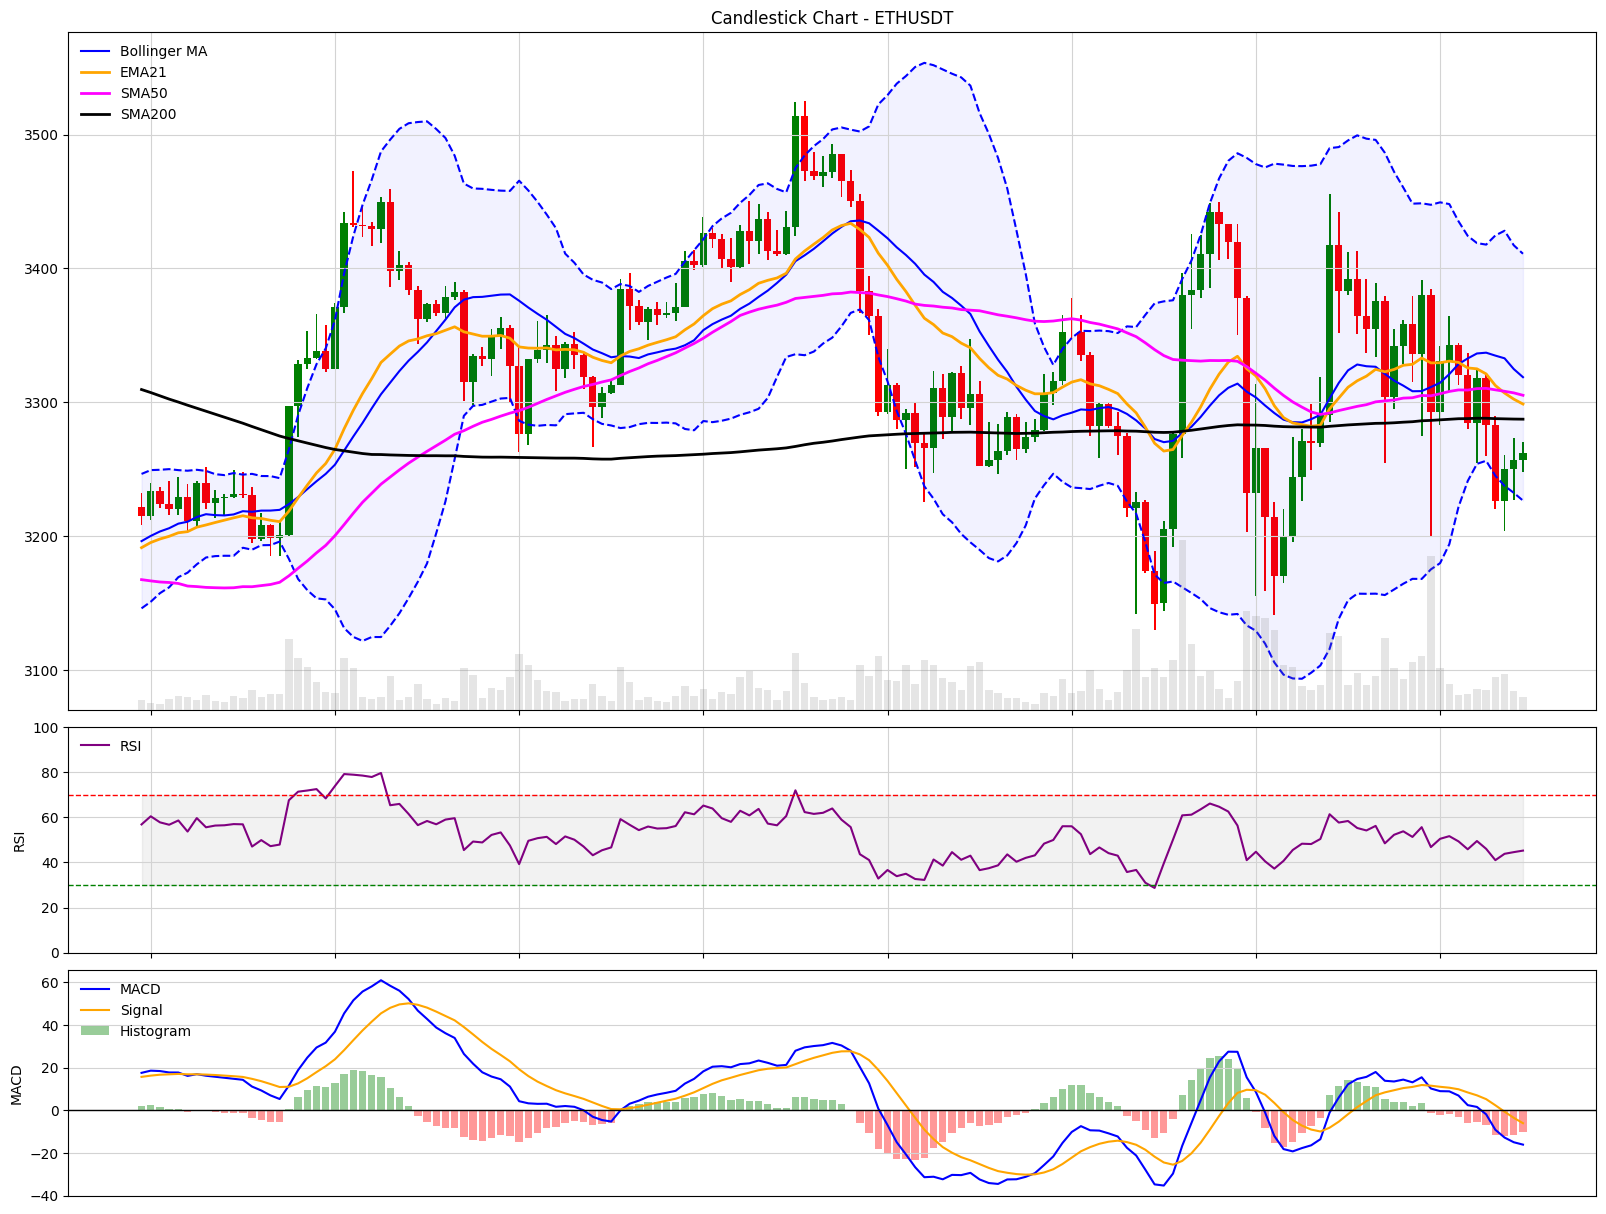 Candlestick Chart - ETHUSDT
Bollinger MA
EMA21
SMA50
SMA200
3500
3400
3300
3200
3100
RSI
100
80
60
40
20
0
RSI
MACD
Signal
Histogram
60
40
20
0
−20
−40
MACD